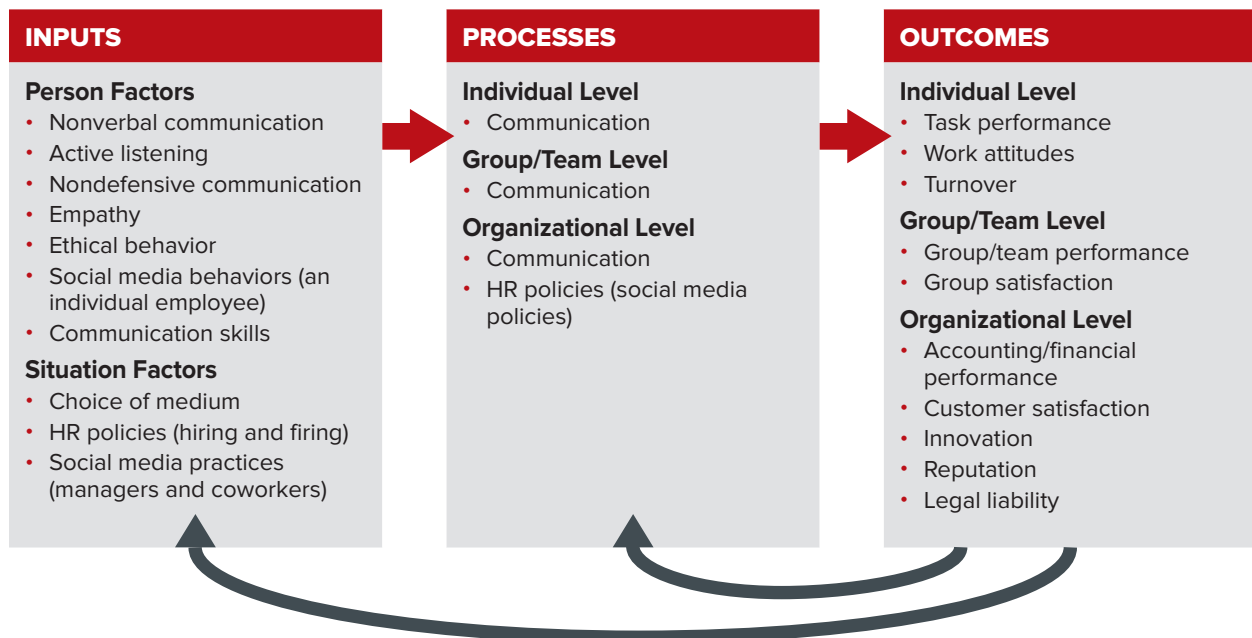 INPUTS
Person Factors
• Nonverbal communication
• Active listening
• Nondefensive communication
• Empathy
• Ethical behavior
• Social media behaviors (an
individual employee)
• Communication skills
Situation Factors
• Choice of medium
• HR policies (hiring and firing)
• Social media practices
(managers and coworkers)
PROCESSES
Individual Level
• Communication
Group/Team Level
• Communication
Organizational Level
• Communication
• HR policies (social media
policies)
OUTCOMES
Individual Level
• Task performance
• Work attitudes
• Turnover
Group/Team Level
• Group/team performance
• Group satisfaction
Organizational Level
• Accounting/financial
performance
• Customer satisfaction
• Innovation
• Reputation
• Legal liability